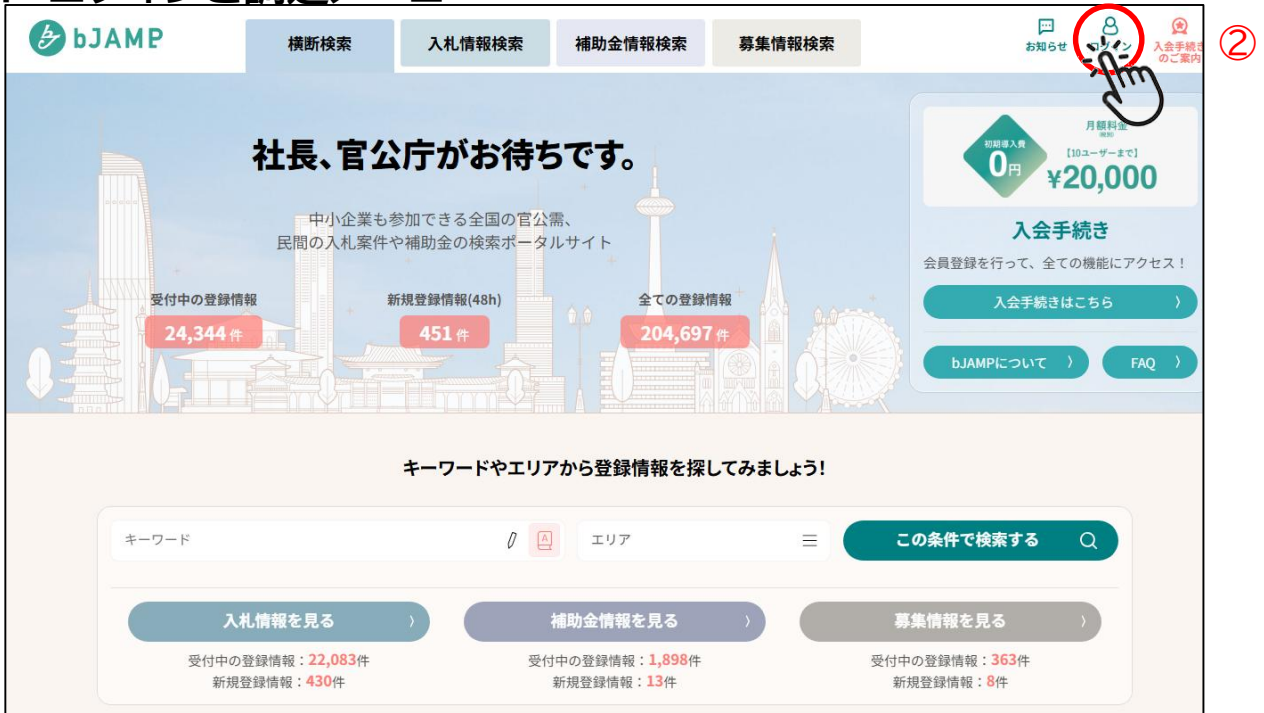 bJAMP
横断検索
入札情報検索
補助金情報検索
募集情報検索
お知らせ
入会手続き
のご案内
②
社長、官公庁がお待ちです。
中小企業も参加できる全国の官公需、
民間の入札案件や補助金の検索ポータルサイト
受付中の登録情報
24,344件
新規登録情報(48h)
451件
全ての登録情報
204,697件
初期導入費
0円
月額料金
【10ユーザーまで】
¥20,000
入会手続き
会員登録を行って、全ての機能にアクセス！
入会手続きはこちら 〉
bJAMPについて 〉
FAQ 〉
キーワードやエリアから登録情報を探してみましょう!
キーワード
A
エリア
この条件で検索する
入札情報を見る 〉
受付中の登録情報：22,083件
新規登録情報：430件
補助金情報を見る 〉
受付中の登録情報：1,898件
新規登録情報：13件
募集情報を見る 〉
受付中の登録情報：363件
新規登録情報：8件